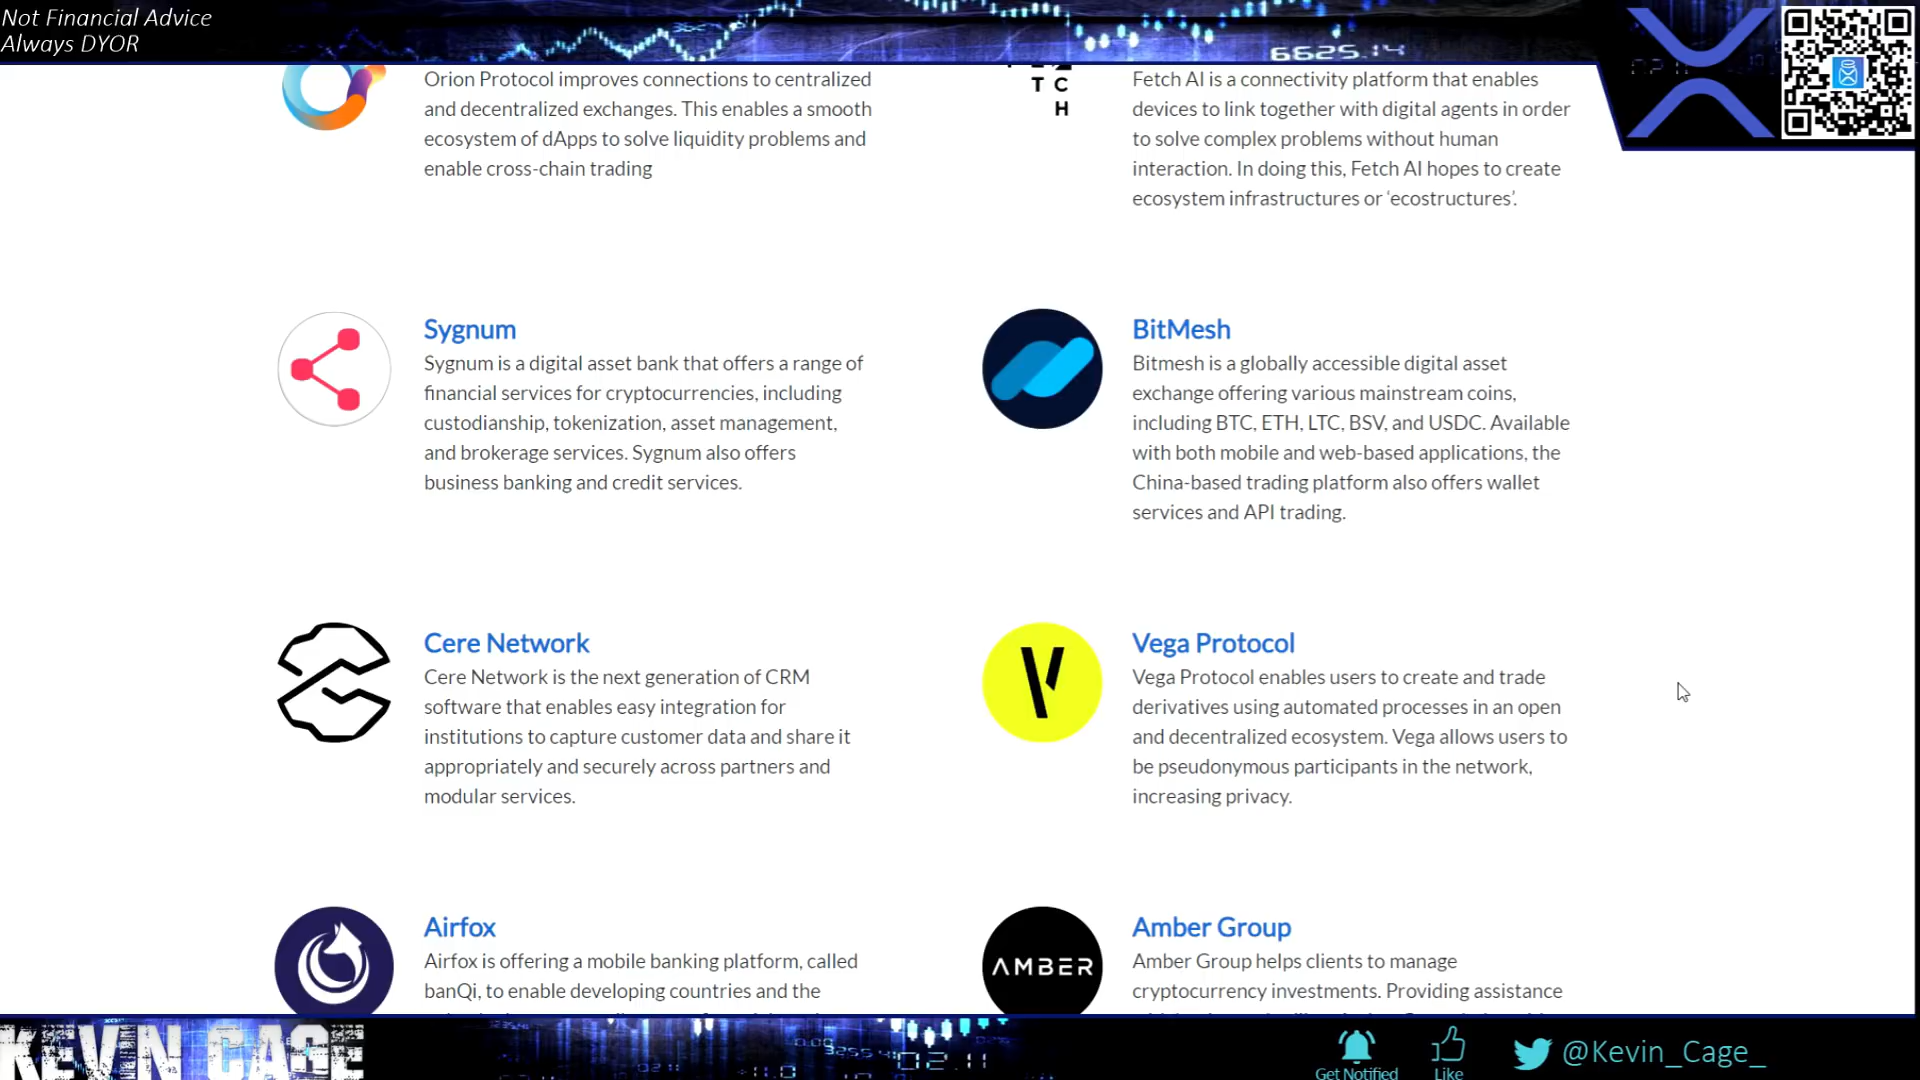 Not Financial Advice
Always DYOR
6625.14
Orion Protocol improves connections to centralized
and decentralized exchanges. This enables a smooth
ecosystem of dApps to solve liquidity problems and
enable cross-chain trading
T C
H
Fetch AI is a connectivity platform that enables
devices to link together with digital agents in order
to solve complex problems without human
interaction. In doing this, Fetch AI hopes to create
ecosystem infrastructures or ‘ecostructures’.
Sygnum
Sygnum is a digital asset bank that offers a range of
financial services for cryptocurrencies, including
custodianship, tokenization, asset management,
and brokerage services. Sygnum also offers
business banking and credit services.
BitMesh
Bitmesh is a globally accessible digital asset
exchange offering various mainstream coins,
including BTC, ETH, LTC, BSV, and USDC. Available
with both mobile and web-based applications, the
China-based trading platform also offers wallet
services and API trading.
Cere Network
Cere Network is the next generation of CRM
software that enables easy integration for
institutions to capture customer data and share it
appropriately and securely across partners and
modular services.
Vega Protocol
Vega Protocol enables users to create and trade
derivatives using automated processes in an open
and decentralized ecosystem. Vega allows users to
be pseudonymous participants in the network,
increasing privacy.
Airfox
Airfox is offering a mobile banking platform, called
banQi, to enable developing countries and the
AMBER
Amber Group
Amber Group helps clients to manage
cryptocurrency investments. Providing assistance
KEVIN CAGE
02.11
Get Notified
Like
@Kevin_Cage_